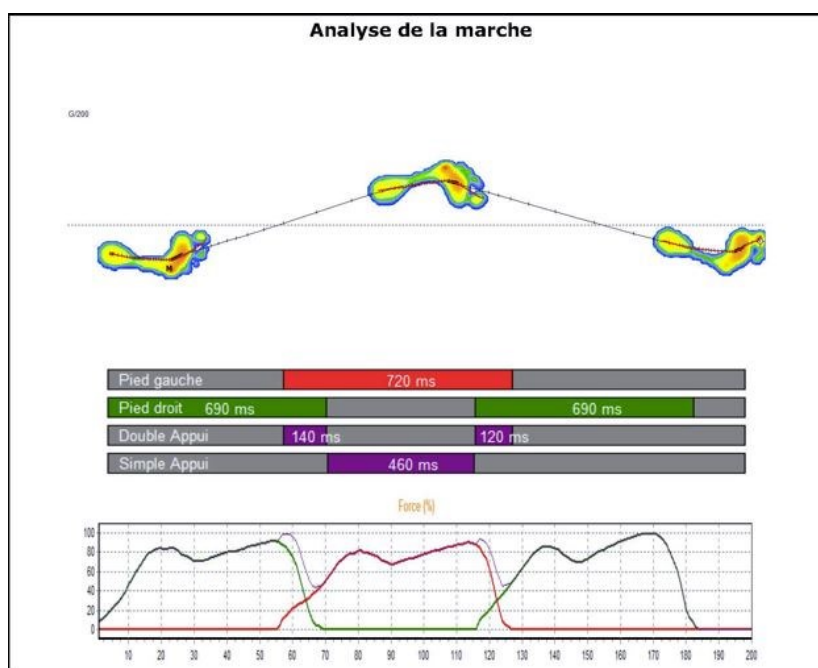 Analyse de la marche
G/200
M
Pied gauche 720 ms
Pied droit 690 ms 690 ms
Double Appui 140 ms 120 ms
Simple Appui 460 ms
Force (%)
100
80
60
40
20
0
10 20 30 40 50 60 70 80 90 100 110 120 130 140 150 160 170 180 190 200